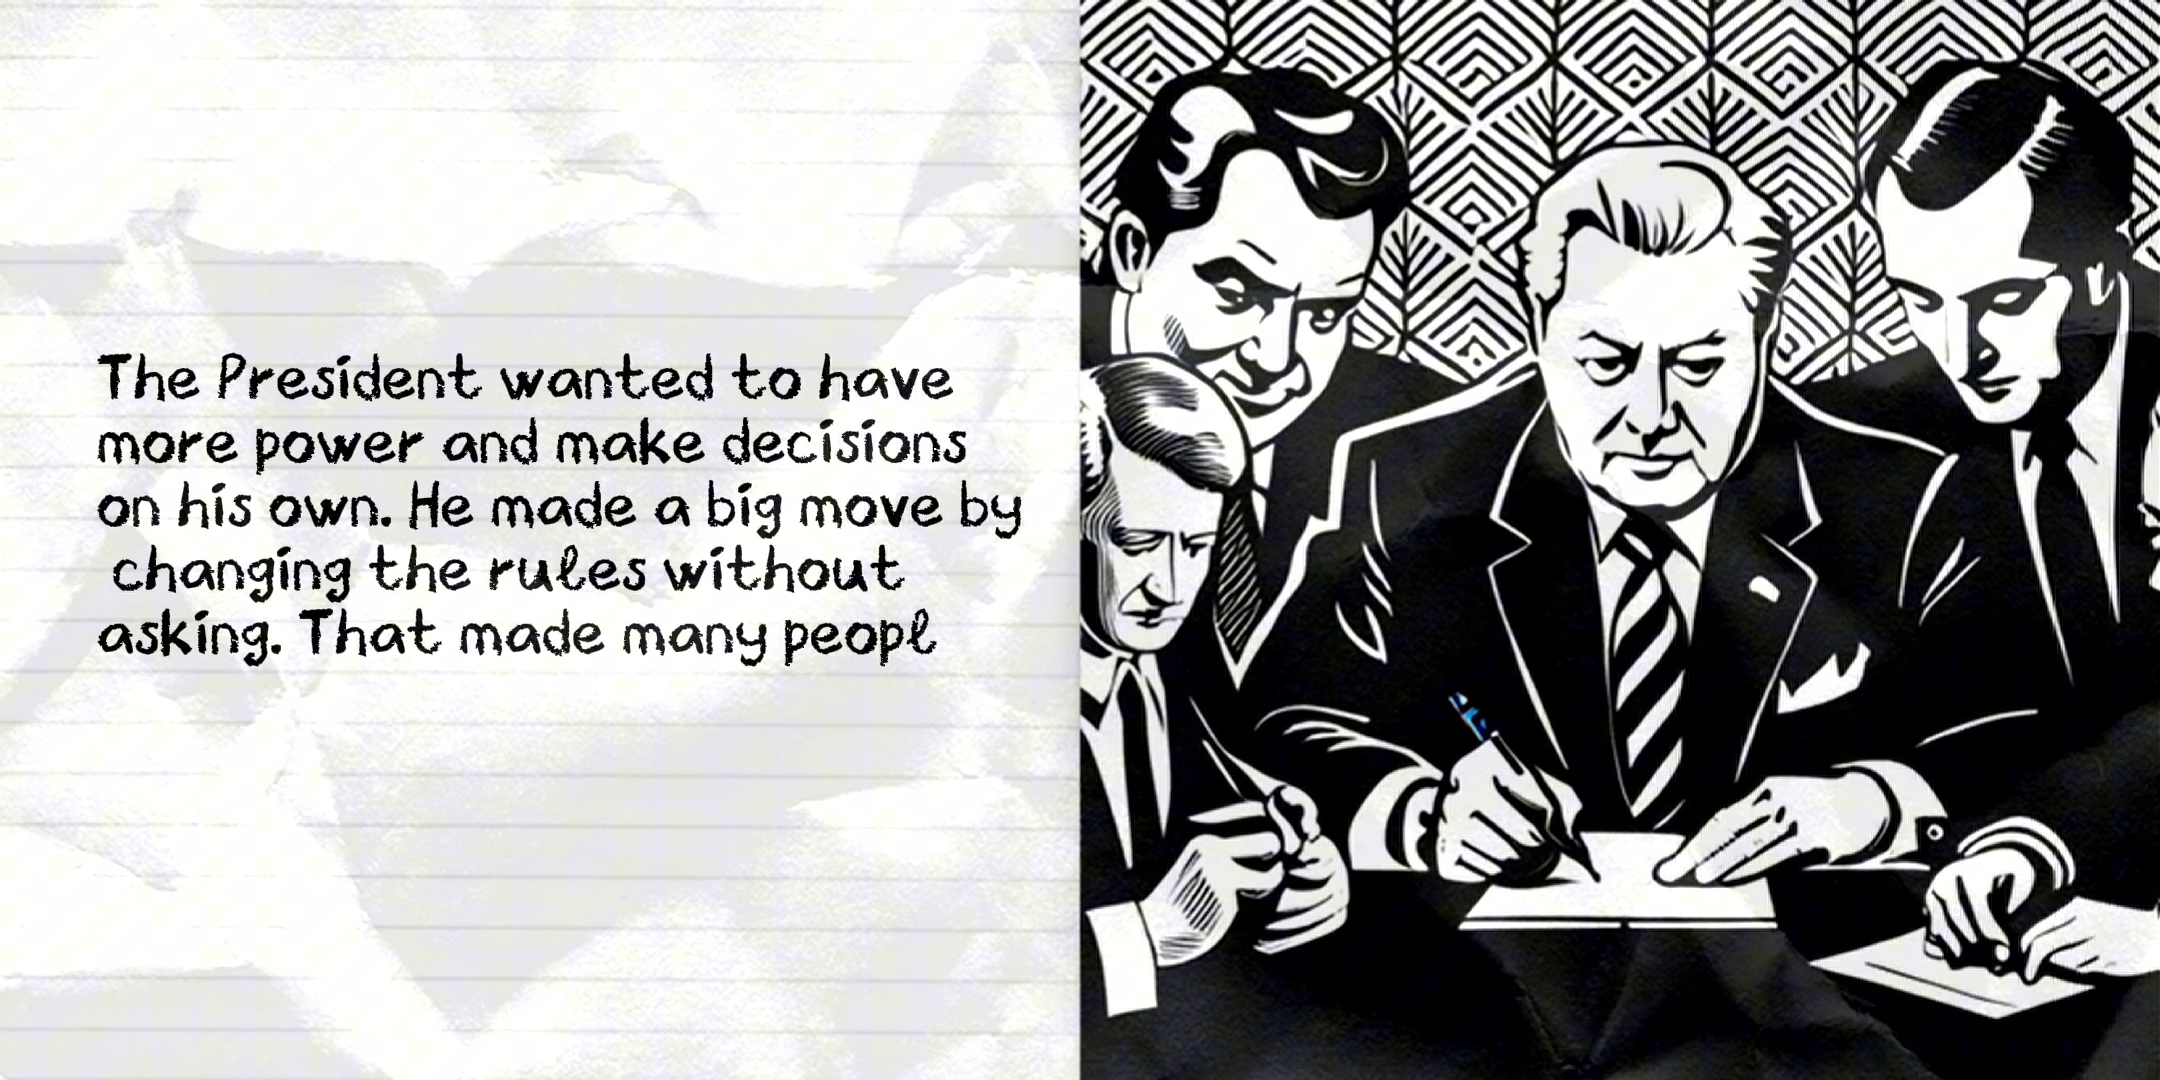 The President wanted to have
more power and make decisions
on his own. He made a big move by
changing the rules without
asking. That made many peopl